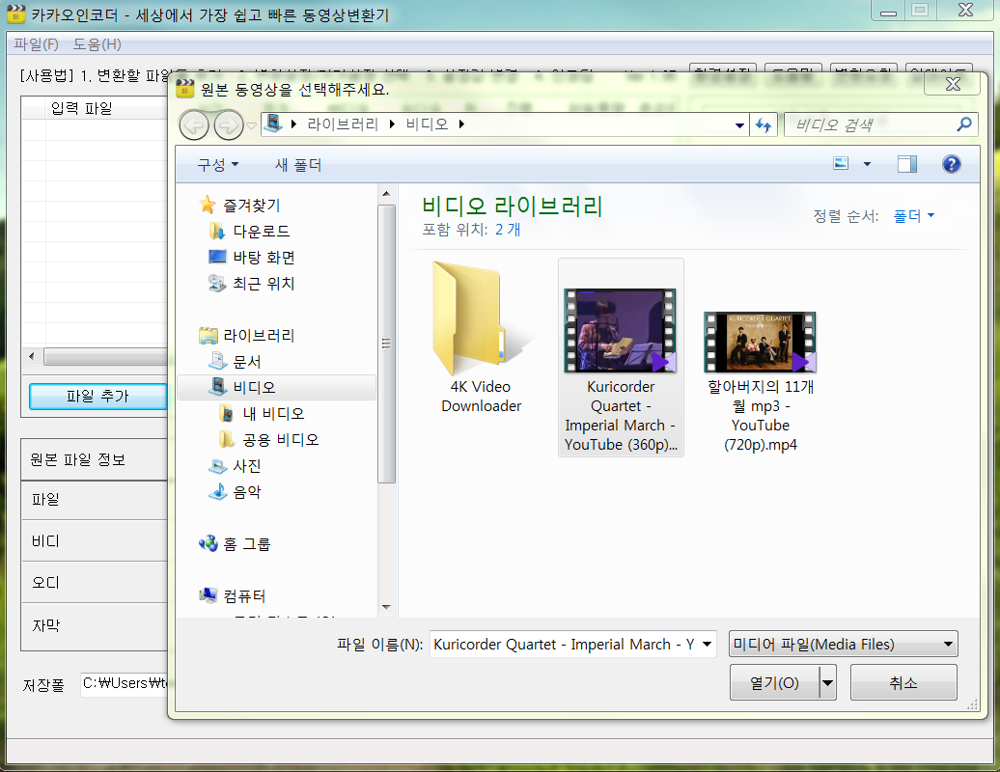 카카오인코더 - 세상에서 가장 쉽고 빠른 동영상변환기
파일(F) 도움(H)
[사용법] 1. 변환할
입력 파일
파일 추가
원본 파일 정보
파일
비디
오디
자막
저장폴
C:₩Users₩t
원본 동영상을 선택해주세요.
라이브러리 비디오
비디오 검색
구성 새 폴더
즐겨찾기
다운로드
바탕 화면
최근 위치
라이브러리
문서
비디오
내 비디오
공용 비디오
사진
음악
홈 그룹
컴퓨터
비디오 라이브러리
포함 위치: 2 개
정렬 순서: 폴더
4K Video
Downloader
Kuricorder
Quartet -
Imperial March -
YouTube (360p)...
KURICORDER QUARTET
할아버지의 11개
월 mp3 -
YouTube
(720p).mp4
파일 이름(N): Kuricorder Quartet - Imperial March - Y
미디어 파일(Media Files)
열기(O) 취소